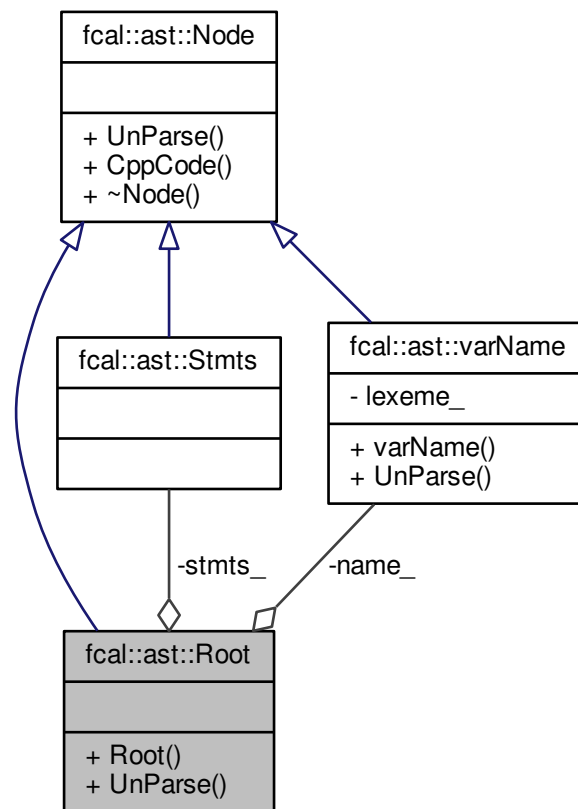 fcal::ast::Node
+ UnParse()
+ CppCode()
+ ~Node()
fcal::ast::Stmts
fcal::ast::varName
- lexeme_
+ varName()
+ UnParse()
-stmts_
-name_
fcal::ast::Root
+ Root()
+ UnParse()